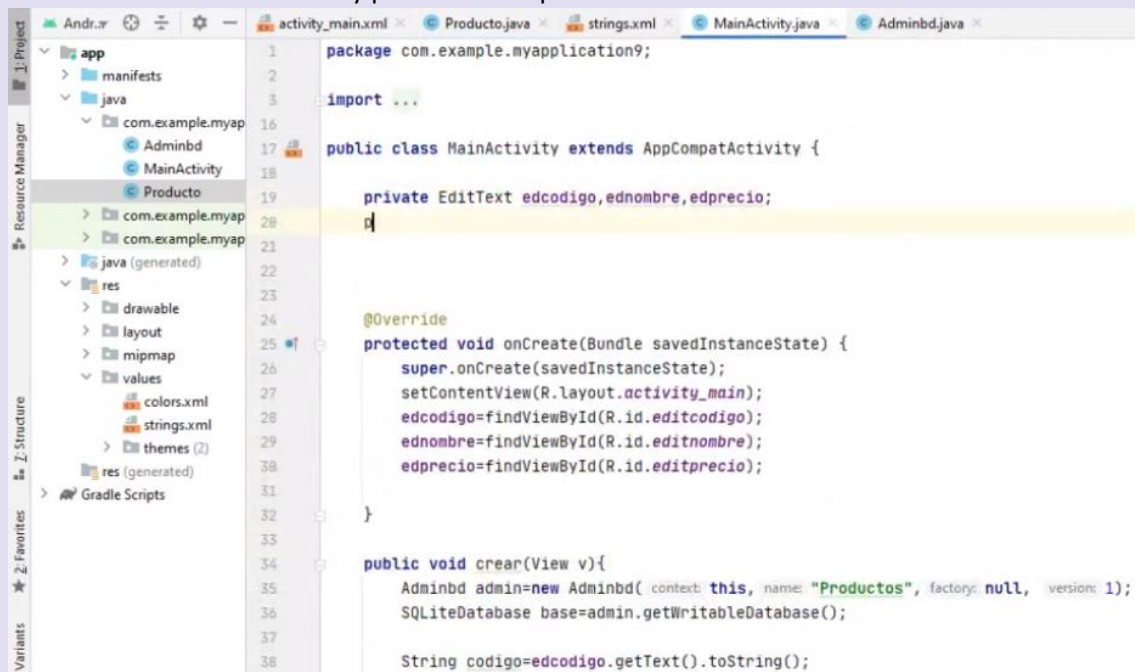 Andr.
activity_main.xml
Producto.java
strings.xml
MainActivity.java
Adminbd.java
1: Project
Resource Manager
Z: Structure
2: Favorites
Variants
app
manifests
java
com.example.myap
Adminbd
MainActivity
Producto
com.example.myap
com.example.myap
java (generated)
res
drawable
layout
mipmap
values
colors.xml
strings.xml
themes (2)
res (generated)
Gradle Scripts
1 package com.example.myapplication9;
2
3 import ...
16
17 public class MainActivity extends AppCompatActivity {
18
19 private EditText edcodigo,ednombre,edprecio;
20 p
21
22
23
24 @Override
25 protected void onCreate(Bundle savedInstanceState) {
26 super.onCreate(savedInstanceState);
27 setContentView(R.layout.activity_main);
28 edcodigo=findViewById(R.id.editcodigo);
29 ednombre=findViewById(R.id.editnombre);
30 edprecio=findViewById(R.id.editprecio);
31
32 }
33
34 public void crear(View v){
35 Adminbd admin=new Adminbd( context: this, name: "Productos", factory: null, version: 1);
36 SQLiteDatabase base=admin.getWritableDatabase();
37
38 String codigo=edcodigo.getText().toString();